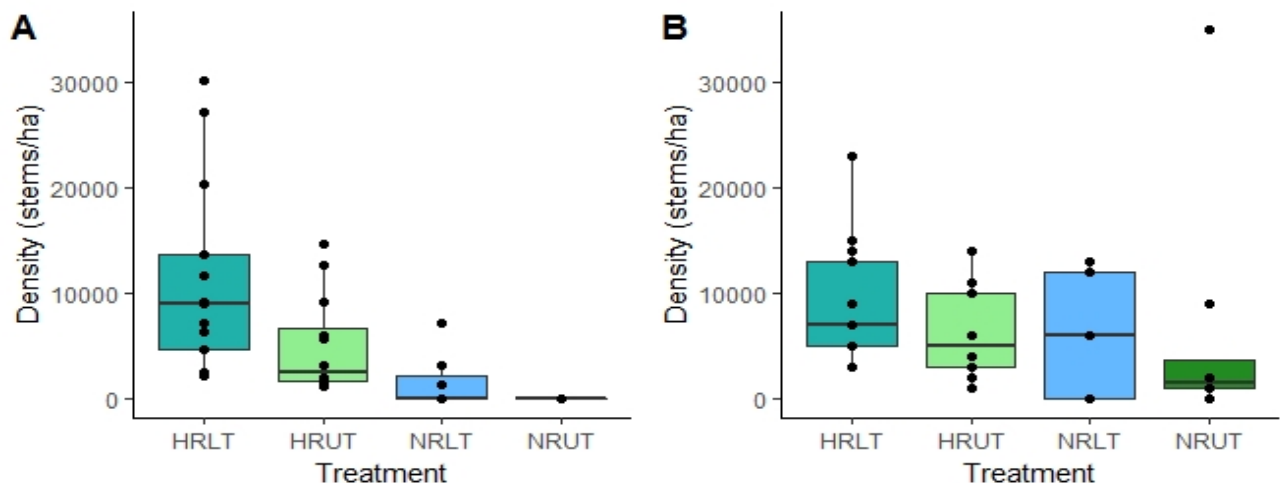 A
Density (stems/ha)
30000
20000
10000
0
HRLT HRUT NRLT NRUT
Treatment
B
Density (stems/ha)
30000
20000
10000
0
HRLT HRUT NRLT NRUT
Treatment